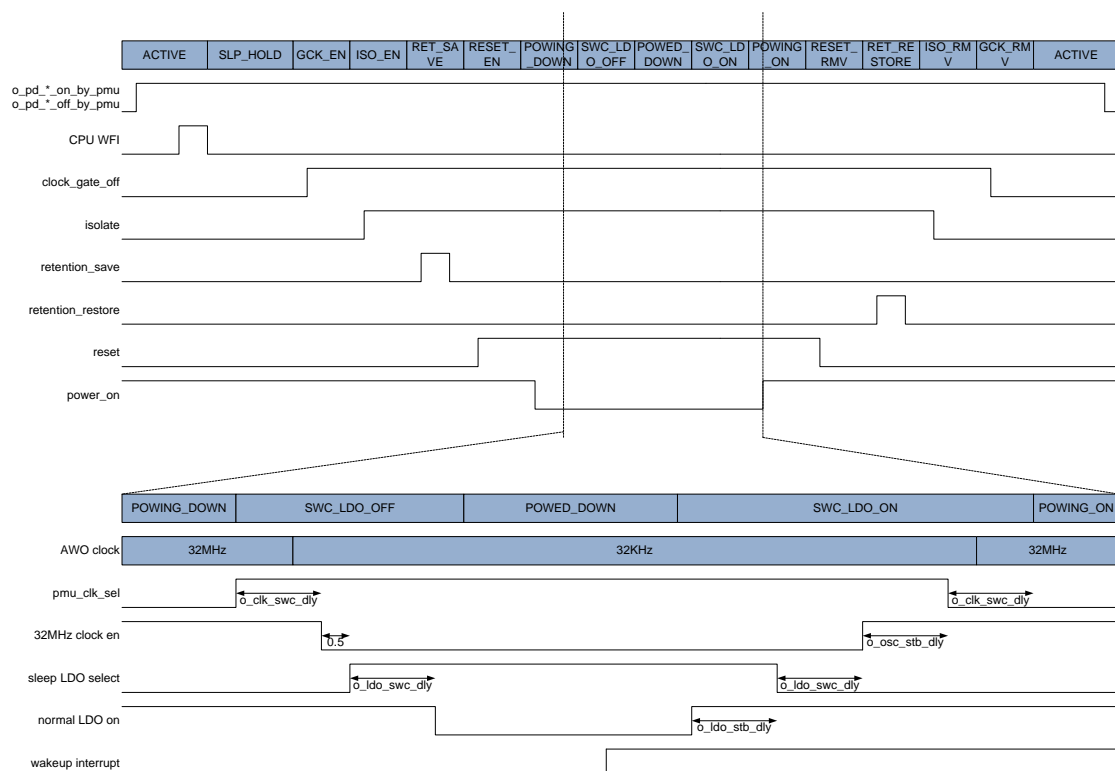 ACTIVE SLP_HOLD GCK_EN ISO_EN RET_SA RESET_ POWING SWC_LD POWED_ SWC_LD POWING RESET_ RET_RE ISO_RM GCK_RM ACTIVE
VE EN _DOWN O_OFF DOWN O_ON _ON RMV STORE V V
o_pd_*_on_by_pmu
o_pd_*_off_by_pmu
CPU WFI
clock_gate_off
isolate
retention_save
retention_restore
reset
power_on
POWING_DOWN SWC_LDO_OFF POWED_DOWN SWC_LDO_ON POWING_ON
AWO clock 32MHz 32KHz 32MHz
pmu_clk_sel
o_clk_swc_dly o_clk_swc_dly
32MHz clock en
0.5 o_osc_stb_dly
sleep LDO select
o_ldo_swc_dly o_ldo_swc_dly
normal LDO on
o_ldo_stb_dly
wakeup interrupt